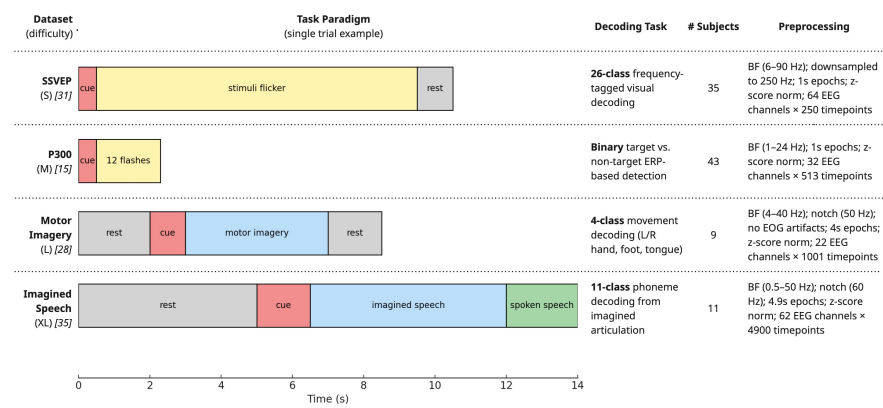 Dataset
(difficulty)
Task Paradigm
(single trial example)
Decoding Task
# Subjects
Preprocessing
SSVEP
(S) [31]
cue
stimuli flicker
rest
26-class frequency-
tagged visual
decoding
35
BF (6–90 Hz); downsampled
to 250 Hz; 1s epochs; z-
score norm; 64 EEG
channels × 250 timepoints
P300
(M) [15]
cue
12 flashes
Binary target vs.
non-target ERP-
based detection
43
BF (1–24 Hz); 1s epochs; z-
score norm; 32 EEG
channels × 513 timepoints
Motor
Imagery
(L) [28]
rest
cue
motor imagery
rest
4-class movement
decoding (L/R
hand, foot, tongue)
9
BF (4–40 Hz); notch (50 Hz);
no EOG artifacts; 4s epochs;
z-score norm; 22 EEG
channels × 1001 timepoints
Imagined
Speech
(XL) [35]
rest
cue
imagined speech
spoken speech
11-class phoneme
decoding from
imagined
articulation
11
BF (0.5–50 Hz); notch (60
Hz); 4.9s epochs; z-score
norm; 62 EEG channels ×
4900 timepoints
0 2 4 6 8 10 12 14
Time (s)